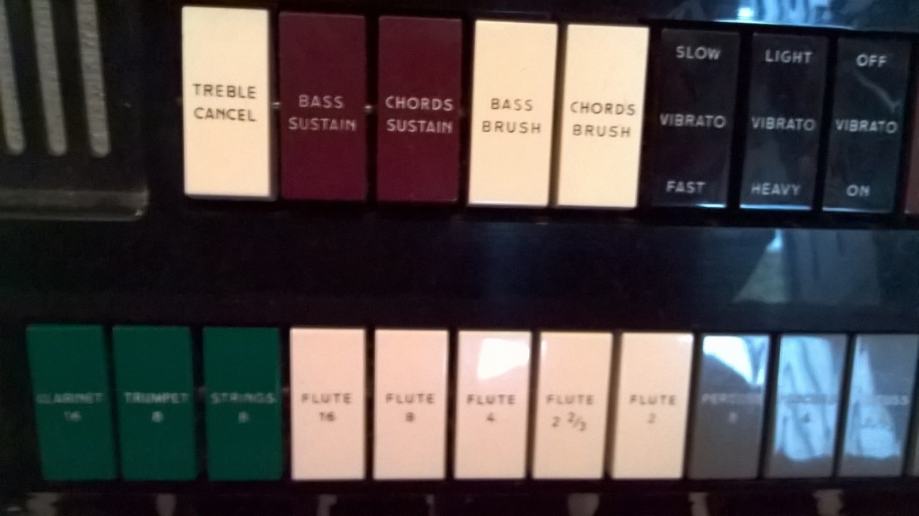 TREBLE
CANCEL
BASS
SUSTAIN
CHORDS
SUSTAIN
BASS
BRUSH
CHORDS
BRUSH
SLOW
VIBRATO
FAST
LIGHT
VIBRATO
HEAVY
OFF
VIBRATO
ON
CLARINET
16
TRUMPET
8
STRINGS
8
FLUTE
16
FLUTE
8
FLUTE
4
FLUTE
2 2/3
FLUTE
2
4